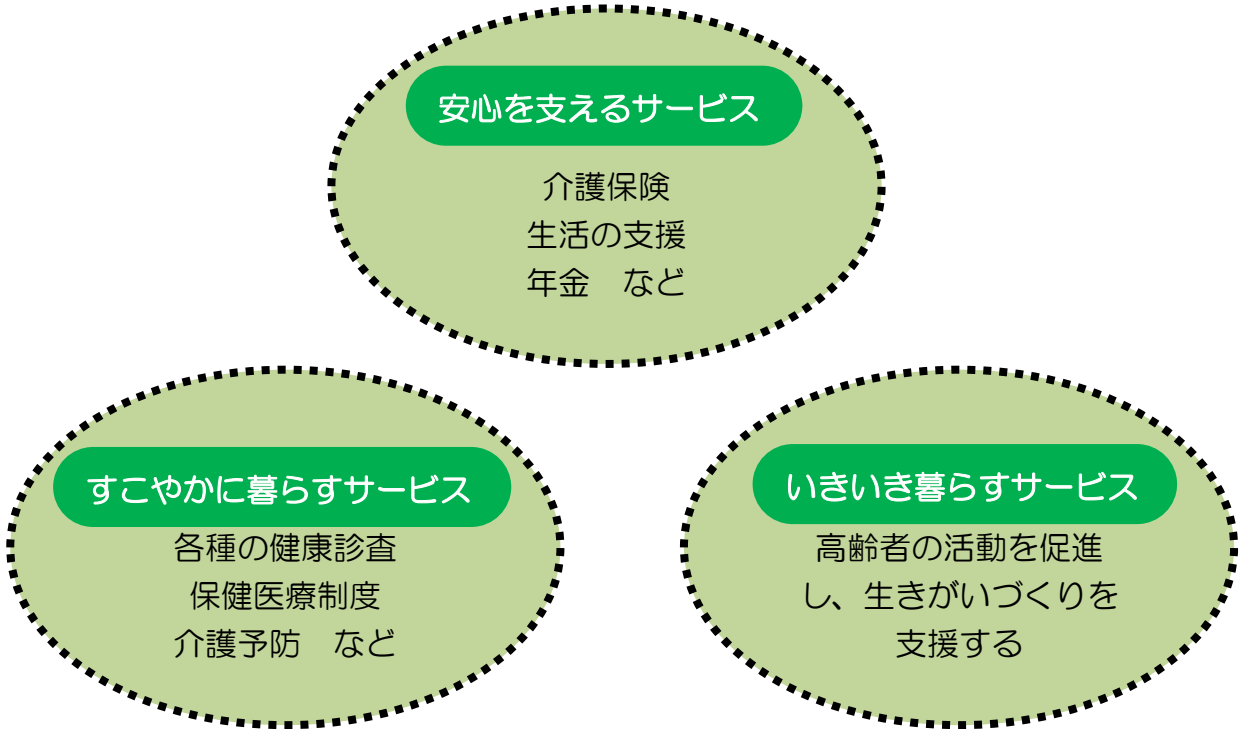 安心を支えるサービス
介護保険
生活の支援
年金　など
すこやかに暮らすサービス
各種の健康診査
保健医療制度
介護予防　など
いきいき暮らすサービス
高齢者の活動を促進
し、生きがいづくりを
支援する